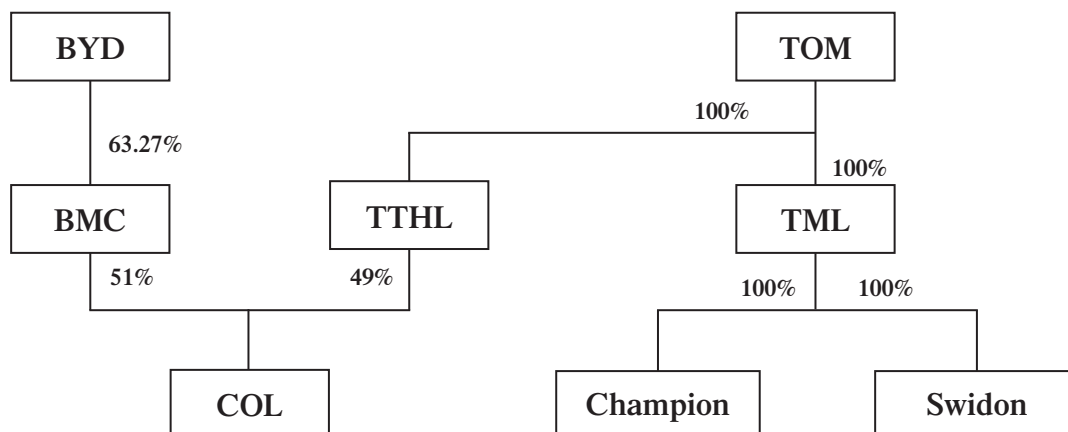 BYD
TOM
100%
63.27%
100%
BMC
TTHL
TML
51%
49%
100%
100%
COL
Champion
Swidon